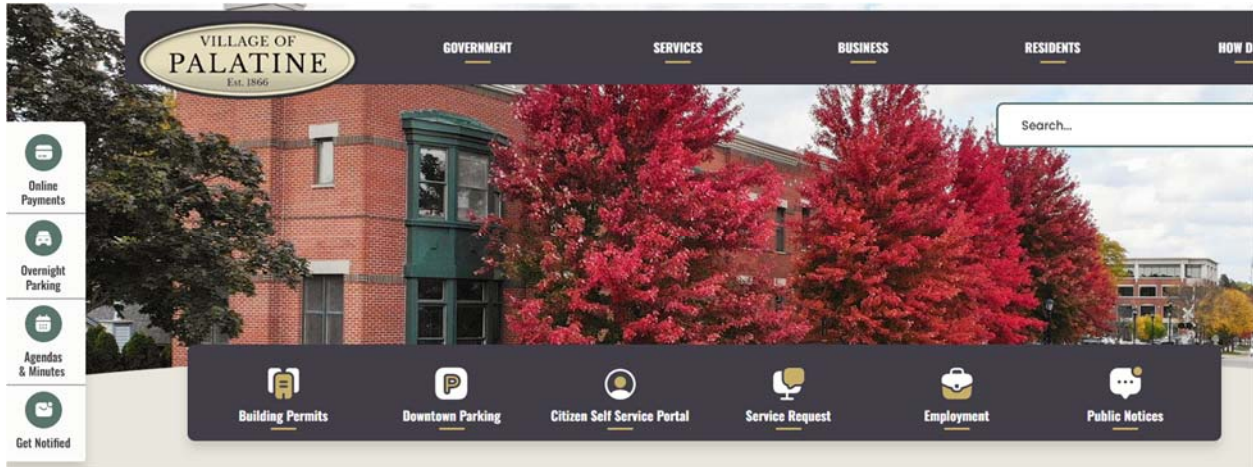 VILLAGE OF
PALATINE
Est. 1866
GOVERNMENT
SERVICES
BUSINESS
RESIDENTS
HOW D
Search...
Online
Payments
Overnight
Parking
Agendas
& Minutes
Get Notified
Building Permits
Downtown Parking
Citizen Self Service Portal
Service Request
Employment
Public Notices